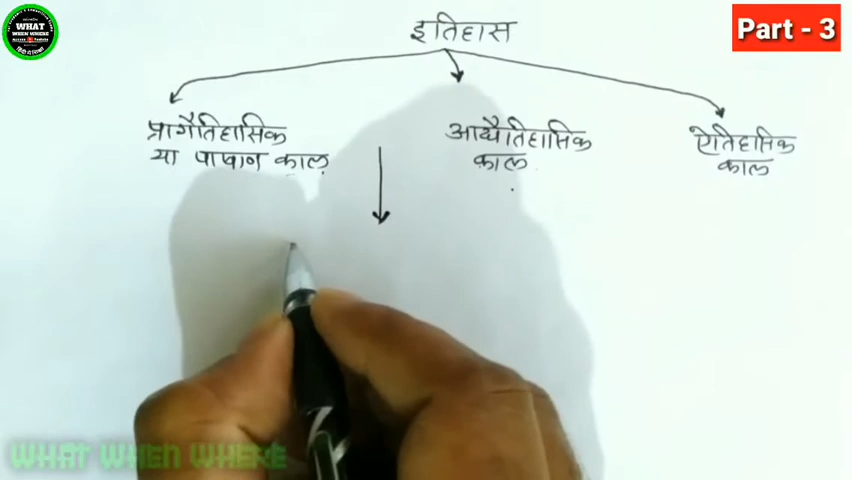 WHAT
WHEN WHERE
Part - 3
इतिहास
प्रागैतिहासिक
या पाषान काल
आद्यैतिहासिक
काल
ऐतिहासिक
काल
WHAT WHEN WHERE